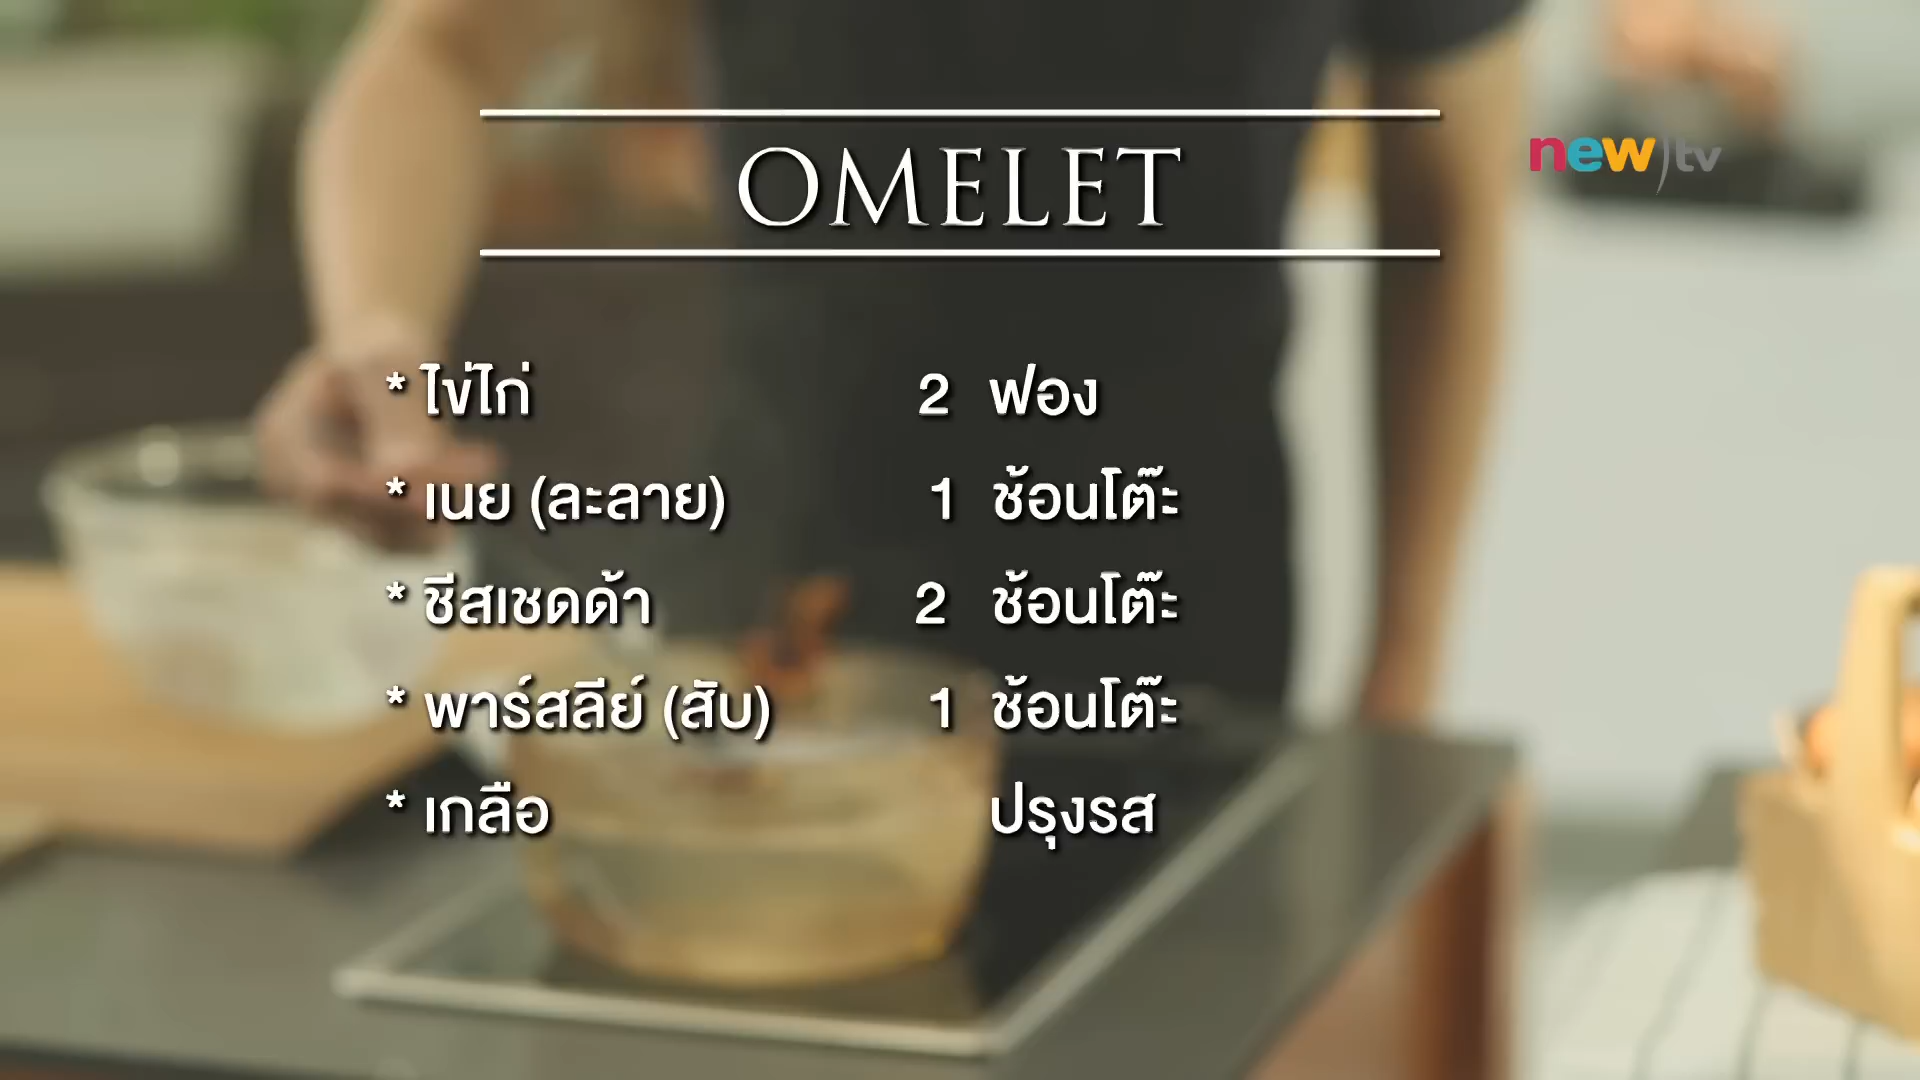 OMELET
new)tv
* ไข่ไก่ 2 ฟอง
* เนย (ละลาย) 1 ช้อนโต๊ะ
* ชีสเชดด้า 2 ช้อนโต๊ะ
* พาร์สลีย์ (สับ) 1 ช้อนโต๊ะ
* เกลือ ปรุงรส